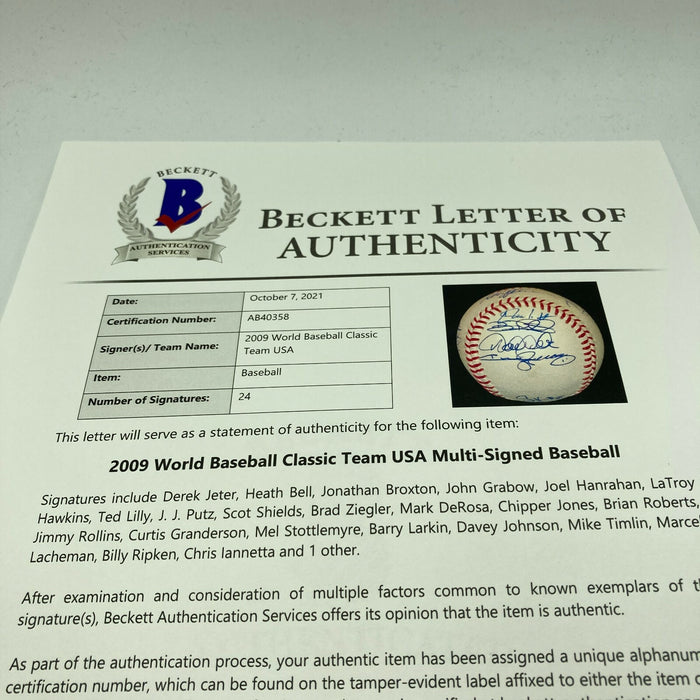 BECKETT
B
AUTHENTICATION
SERVICES
BECKETT LETTER OF
AUTHENTICITY
Date: October 7, 2021
Certification Number: AB40358
Signer(s)/ Team Name: 2009 World Baseball Classic
Team USA
Item: Baseball
Number of Signatures: 24
This letter will serve as a statement of authenticity for the following item:
2009 World Baseball Classic Team USA Multi-Signed Baseball
Signatures include Derek Jeter, Heath Bell, Jonathan Broxton, John Grabow, Joel Hanrahan, LaTroy
Hawkins, Ted Lilly, J. J. Putz, Scot Shields, Brad Ziegler, Mark DeRosa, Chipper Jones, Brian Roberts,
Jimmy Rollins, Curtis Granderson, Mel Stottlemyre, Barry Larkin, Davey Johnson, Mike Timlin, Marcel
Lacheman, Billy Ripken, Chris Iannetta and 1 other.
After examination and consideration of multiple factors common to known exemplars of
signature(s), Beckett Authentication Services offers its opinion that the item is authentic.
As part of the authentication process, your authentic item has been assigned a unique alphanum
certification number, which can be found on the tamper-evident label affixed to either the item